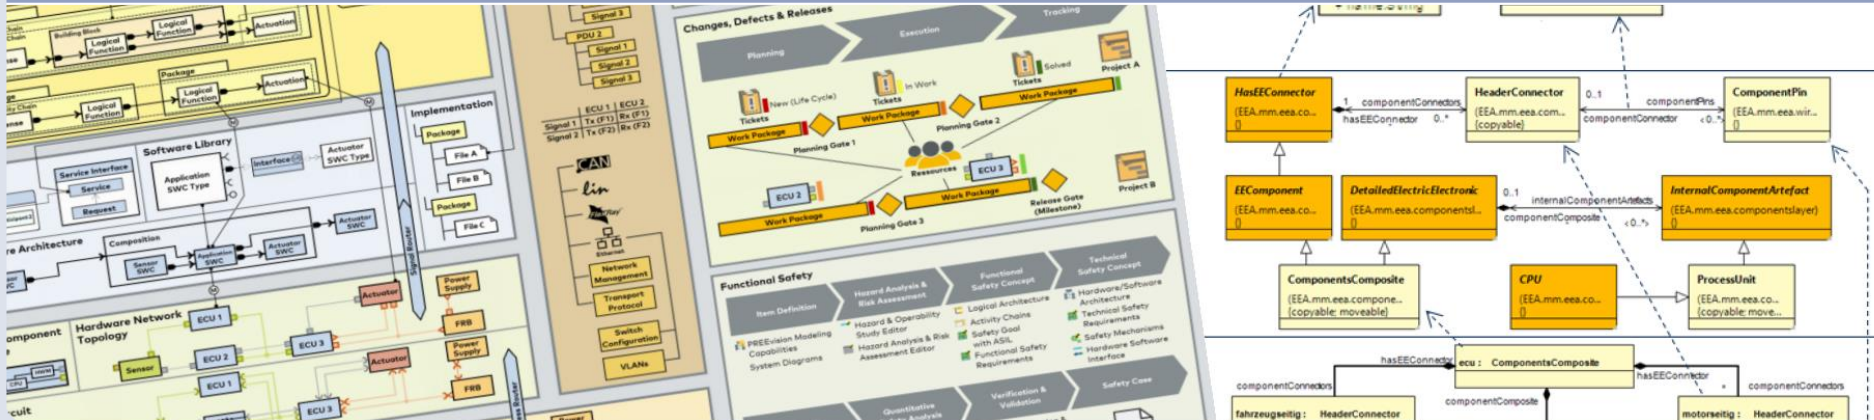 Chain
Building Block
Logical
Function
Logical
Function
Actuation
Package
Logical
Function
Logical
Function
Actuation
Software Library
Service Interface
Service
Request
Application
SWC Type
Interface
Actuator
SWC Type
Architecture
Composition
Sensor
SWC
Application
SWC
Actuator
SWC
Actuator
SWC
Implementation
Package
File A
File B
Package
File C
Signal Router
Hardware Network
Topology
Sensor
ECU 1
ECU 2
ECU 3
Actuator
Power
Supply
FRB
ECU 1
ECU 3
Actuator
Power
Supply
FRB
CPU
Signal 3
PDU 2
Signal 1
Signal 2
Signal 3
ECU 1 ECU 2
Signal 1 Tx (F1) Rx (F1)
Signal 2 Tx (F2) Rx (F2)
CAN
lin
FlexRay
Ethernet
Network
Management
Transport
Protocol
Switch
Configuration
VLANs
Power
Changes, Defects & Releases
Planning
Execution
Tracking
New (Life Cycle)
Tickets
In Work
Tickets
Solved
Tickets
Project A
Work Package
Work Package
Work Package
Planning Gate 1
Planning Gate 2
Ressources
ECU 2
ECU 3
Work Package
Work Package
Planning Gate 3
Release Gate
(Milestone)
Project B
Functional Safety
Item Definition
Hazard Analysis &
Risk Assessment
Functional
Safety Concept
Technical
Safety Concept
PREEvision Modeling
Capabilities
System Diagrams
Hazard & Operability
Study Editor
Hazard Analysis & Risk
Assessment Editor
Logical Architecture
Activity Chains
Safety Goal
with ASIL
Functional Safety
Requirements
Hardware/Software
Architecture
Technical Safety
Requirements
Safety Mechanisms
Hardware Software
Interface
Quantitative
Verification &
Validation
Safety Case
HasEEConnector
(EEA.mm.eea.co...
{}
1 componentConnectors
hasEEConnector 0..*
HeaderConnector
(EEA.mm.eea.com...
{copyable}
0..1 componentPins
componentConnector <0..*>
ComponentPin
(EEA.mm.eea.wir...
{}
EEComponent
(EEA.mm.eea.co...
{}
DetailedElectricElectronic
(EEA.mm.eea.componentsl...
{}
0..1
internalComponentArtefacts
componentComposite <0..*>
InternalComponentArtefact
(EEA.mm.eea.componentslayer)
{}
ComponentsComposite
(EEA.mm.eea.compone...
{copyable; moveable}
CPU
(EEA.mm.eea.co...
{}
ProcessUnit
(EEA.mm.eea.co...
{copyable; move...
hasEEConnector
ecu : ComponentsComposite
hasEEConnector
componentConnectors
componentComposite
componentConnectors
fahrzeugseitig : HeaderConnector
motorseitig : HeaderConnector